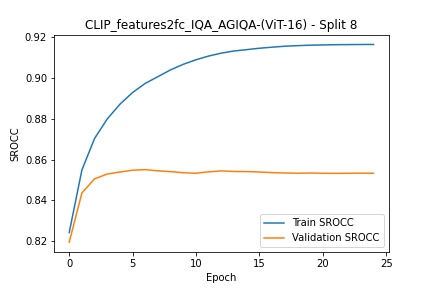 CLIP_features2fc_IQA_AGIQA-(ViT-16) - Split 8
0.92
0.90
0.88
0.86
0.84
0.82
SROCC
Train SROCC
Validation SROCC
0 5 10 15 20 25
Epoch